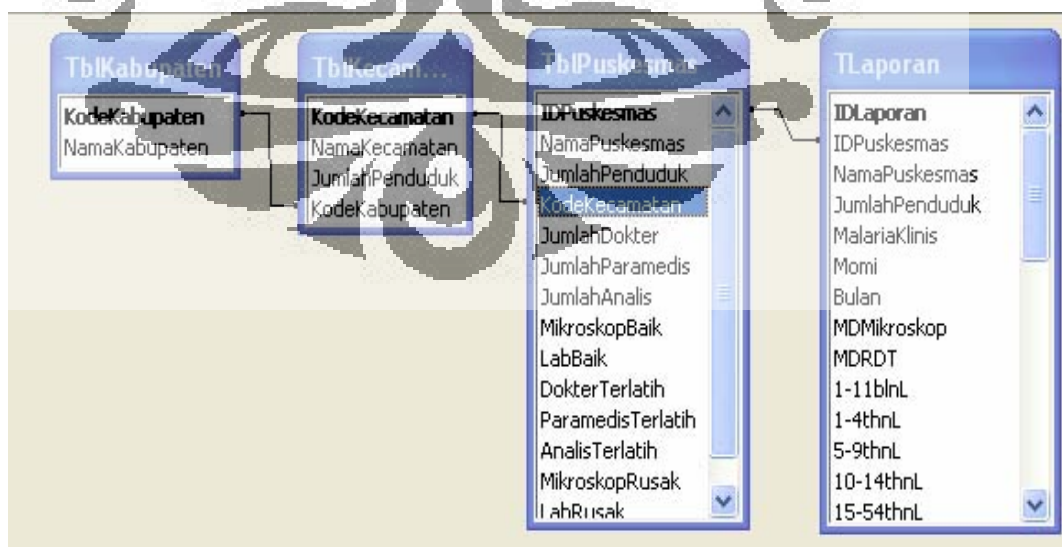 TblKabupaten
KodeKabupaten
NamaKabupaten
TblKecam...
KodeKecamatan
NamaKecamatan
JumlahPenduduk
KodeKabupaten
TblPuskesmas
IDPuskesmas
NamaPuskesmas
JumlahPenduduk
KodeKecamatan
JumlahDokter
JumlahParamedis
JumlahAnalis
MikroskopBaik
LabBaik
DokterTerlatih
ParamedisTerlatih
AnalisTerlatih
MikroskopRusak
LabRusak
TLaporan
IDLaporan
IDPuskesmas
NamaPuskesmas
JumlahPenduduk
MalariaKlinis
Momi
Bulan
MDMikroskop
MDRDT
1-11blnL
1-4thnL
5-9thnL
10-14thnL
15-54thnL